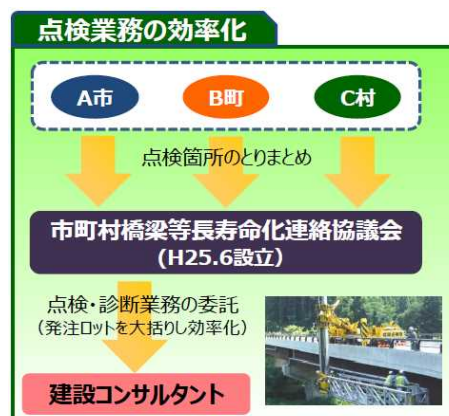 点検業務の効率化
A市
B町
C村
点検箇所のとりまとめ
市町村橋梁等長寿命化連絡協議会
(H25.6設立)
点検・診断業務の委託
(発注ロットを大括りし効率化)
建設コンサルタント